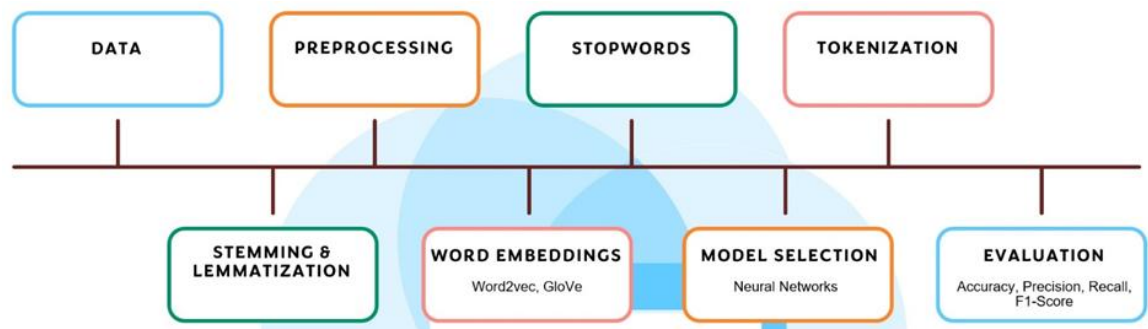 DATA
PREPROCESSING
STOPWORDS
TOKENIZATION
STEMMING &
LEMMATIZATION
WORD EMBEDDINGS
Word2vec, GloVe
MODEL SELECTION
Neural Networks
EVALUATION
Accuracy, Precision, Recall,
F1-Score